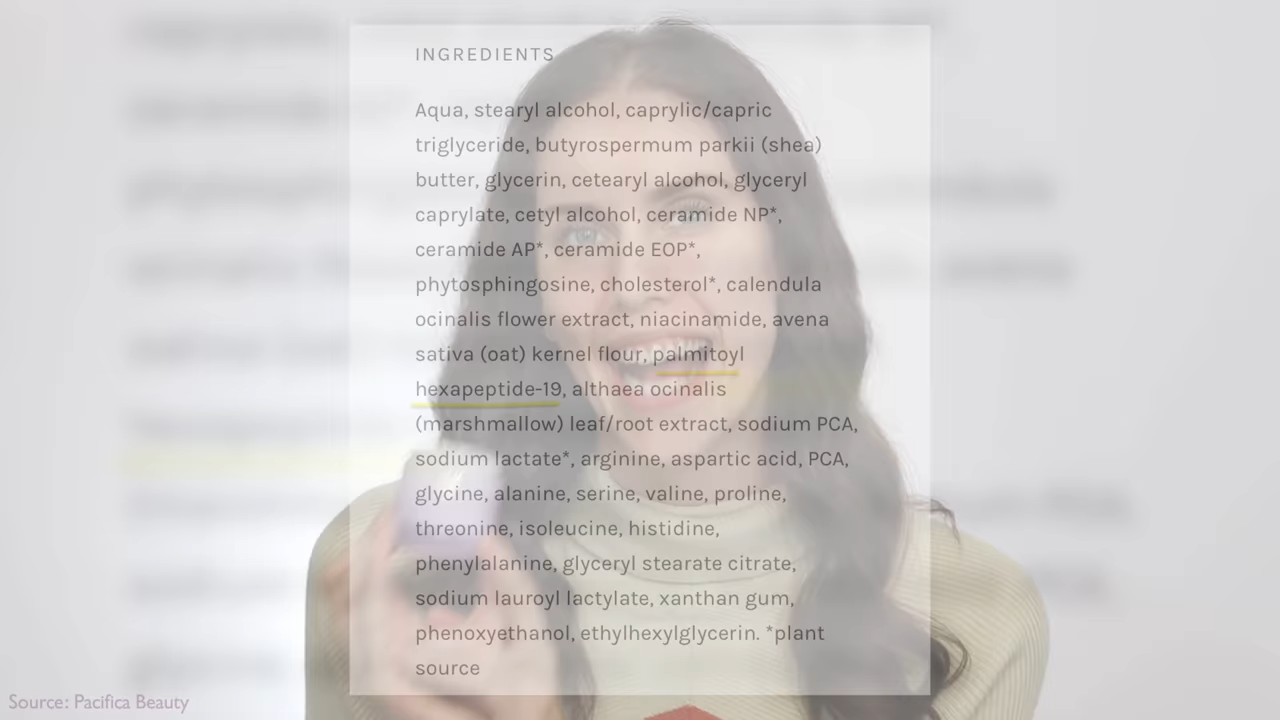 INGREDIENTS
Aqua, stearyl alcohol, caprylic/capric
triglyceride, butyrospermum parkii (shea)
butter, glycerin, cetearyl alcohol, glyceryl
caprylate, cetyl alcohol, ceramide NP*,
ceramide AP*, ceramide EOP*,
phytosphingosine, cholesterol*, calendula
ocinalis flower extract, niacinamide, avena
sativa (oat) kernel flour, palmitoyl
hexapeptide-19, althaea ocinalis
(marshmallow) leaf/root extract, sodium PCA,
sodium lactate*, arginine, aspartic acid, PCA,
glycine, alanine, serine, valine, proline,
threonine, isoleucine, histidine,
phenylalanine, glyceryl stearate citrate,
sodium lauroyl lactylate, xanthan gum,
phenoxyethanol, ethylhexylglycerin. *plant
source
Source: Pacifica Beauty